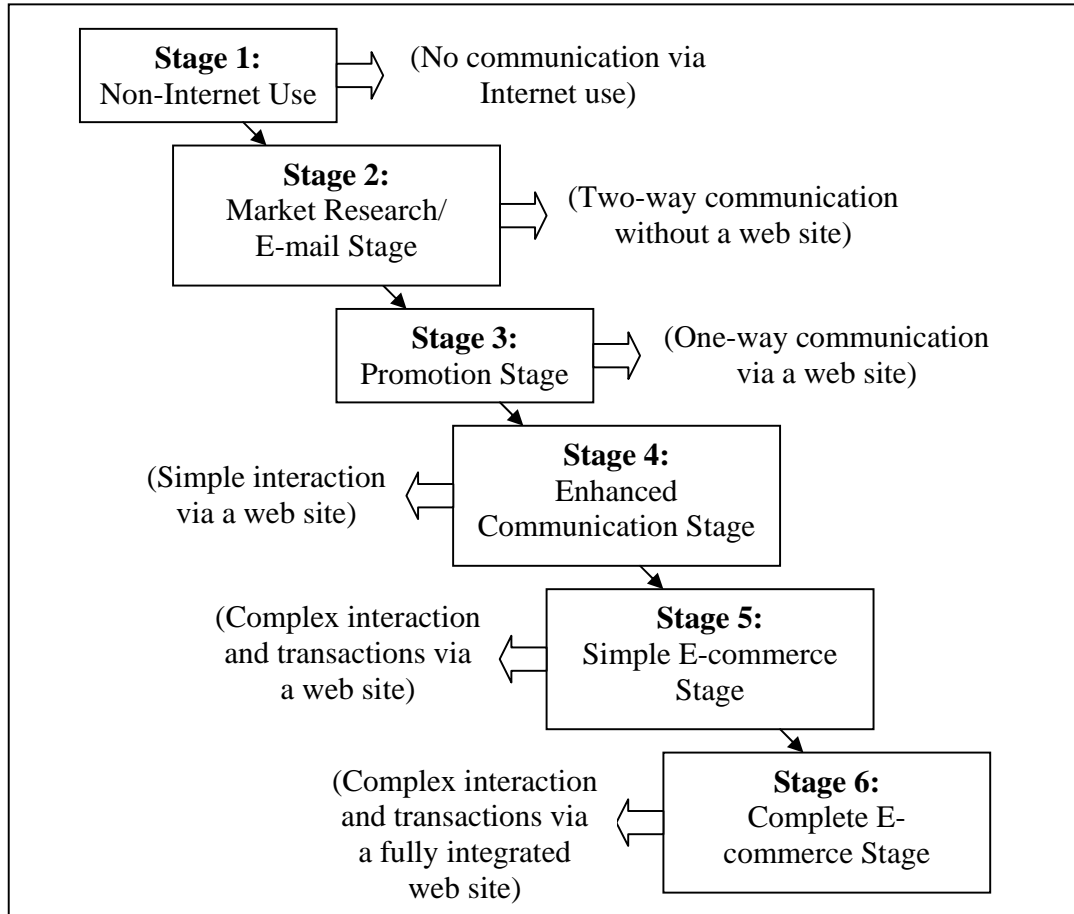 Stage 1:
Non-Internet Use
(No communication via
Internet use)
Stage 2:
Market Research/
E-mail Stage
(Two-way communication
without a web site)
Stage 3:
Promotion Stage
(One-way communication
via a web site)
Stage 4:
Enhanced
Communication Stage
(Simple interaction
via a web site)
Stage 5:
Simple E-commerce
Stage
(Complex interaction
and transactions via
a web site)
Stage 6:
Complete E-
commerce Stage
(Complex interaction
and transactions via
a fully integrated
web site)